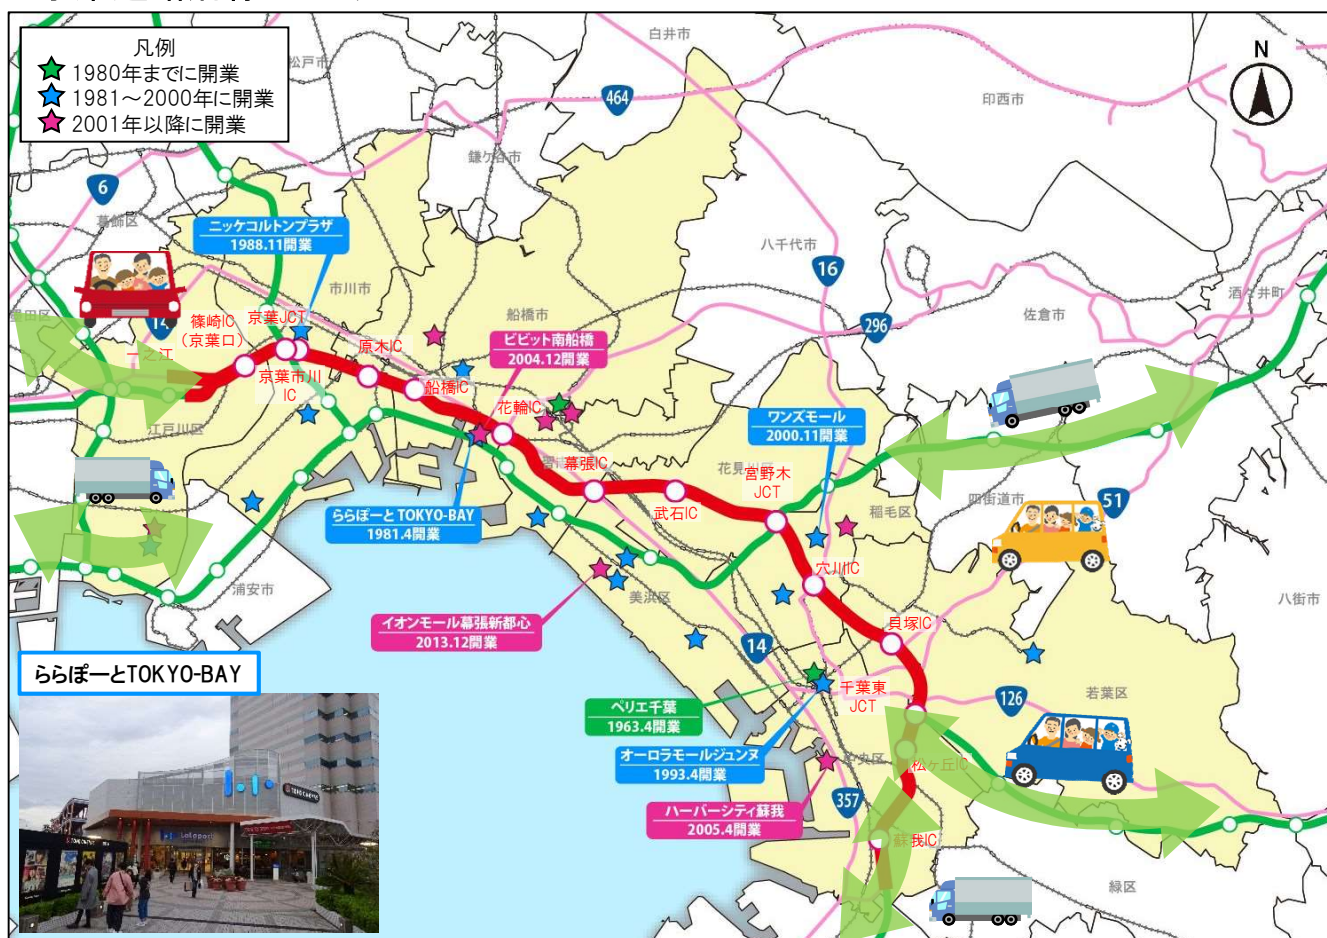 凡例
1980年までに開業
1981～2000年に開業
2001年以降に開業
N
白井市
松戸市
印西市
464
鎌ケ谷市
6
葛飾区
ニッケコルトンプラザ
1988.11開業
八千代市
16
市川市
酒々井町
船橋市
296
佐倉市
14
墨田区
篠崎IC
(京葉口)
京葉JCT
一之江
原木IC
ビビット南船橋
2004.12開業
京葉市川
IC
船橋IC
花輪IC
江戸川区
ワンズモール
2000.11開業
幕張IC
花見川区
宮野木
JCT
四街道市
51
武石IC
稲毛区
ららぽーとTOKYO-BAY
1981.4開業
穴川IC
浦安市
美浜区
八街市
イオンモール幕張新都心
2013.12開業
貝塚IC
14
ららぽーとTOKYO-BAY
千葉東
JCT
126
若葉区
ペリエ千葉
1963.4開業
オーロラモールジュンヌ
1993.4開業
中央区
松ヶ丘IC
357
ハーバーシティ蘇我
2005.4開業
蘇我IC
緑区
Lalaport